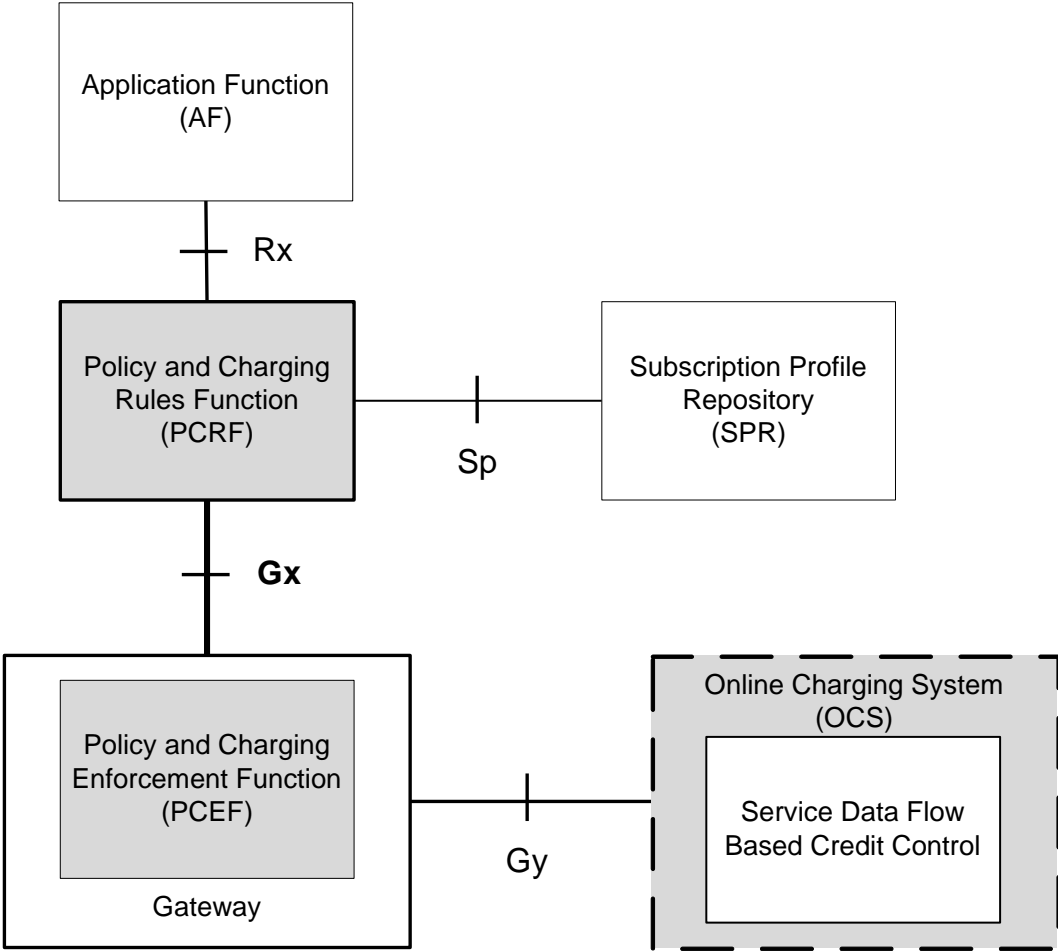 Application Function
(AF)
Rx
Policy and Charging
Rules Function
(PCRF)
Subscription Profile
Repository
(SPR)
Sp
Gx
Policy and Charging
Enforcement Function
(PCEF)
Gateway
Gy
Online Charging System
(OCS)
Service Data Flow
Based Credit Control